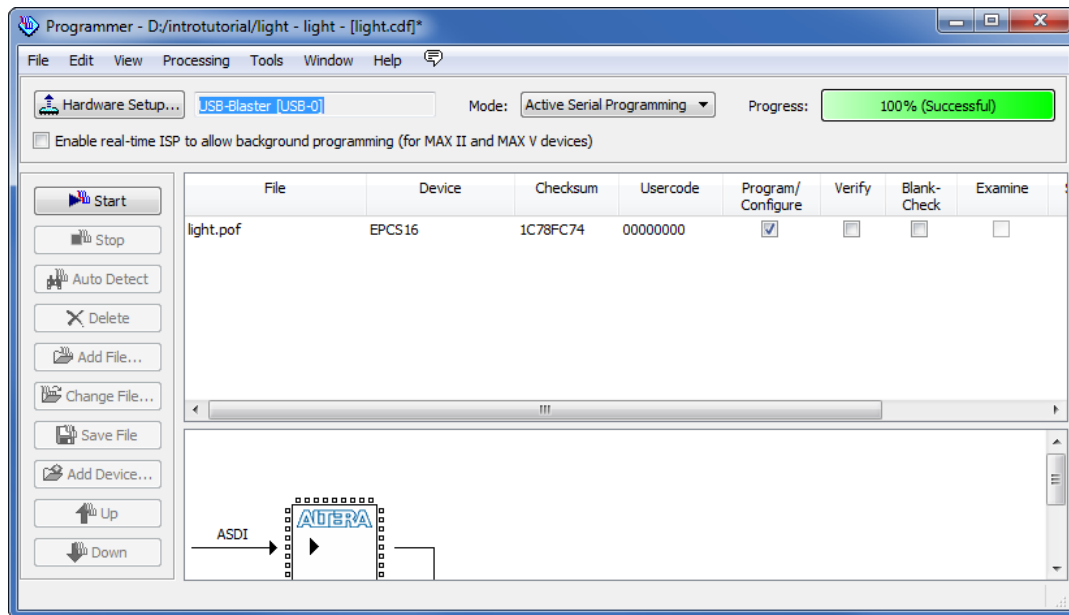 Programmer - D:/introtutorial/light - light - [light.cdf]*
File Edit View Processing Tools Window Help
Hardware Setup... USB-Blaster [USB-0] Mode: Active Serial Programming Progress: 100% (Successful)
Enable real-time ISP to allow background programming (for MAX II and MAX V devices)
Start
Stop
Auto Detect
Delete
Add File...
Change File...
Save File
Add Device...
Up
Down
File Device Checksum Usercode Program/ Verify Blank- Examine
Configure Check
light.pof EPCS16 1C78FC74 00000000
ALTERA
ASDI